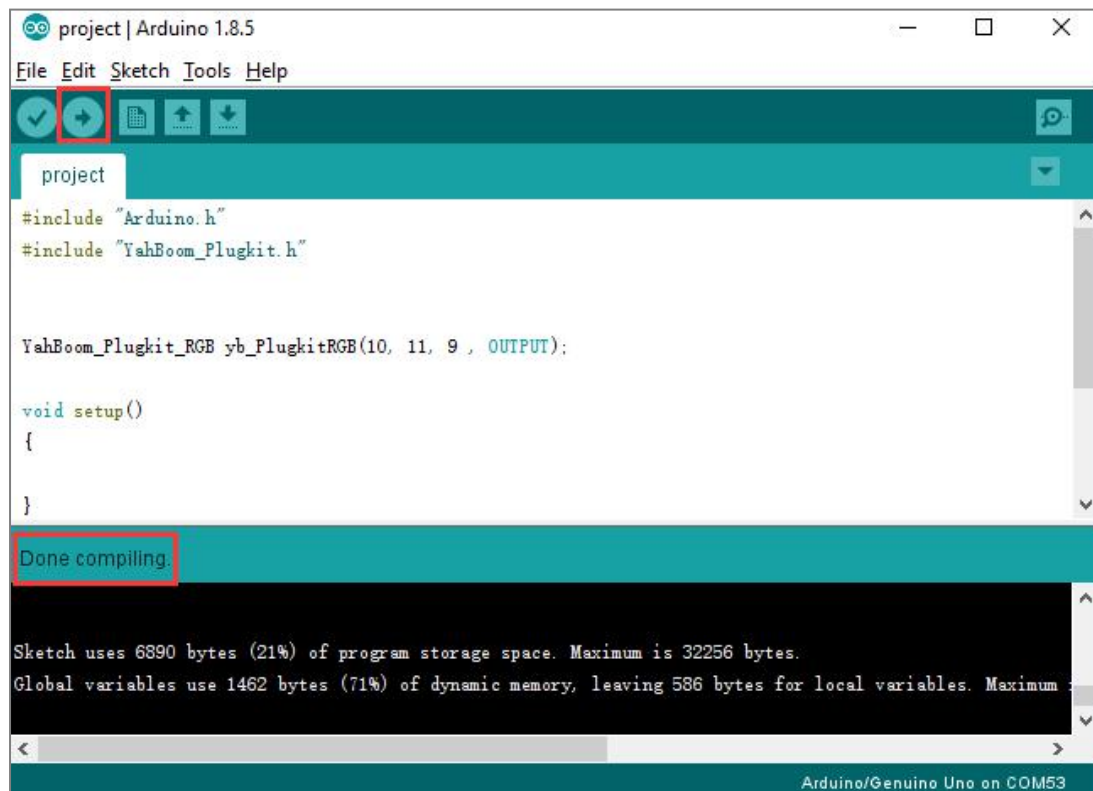 project | Arduino 1.8.5
File Edit Sketch Tools Help
project
#include "Arduino.h"
#include "YahBoom_Plugkit.h"
YahBoom_Plugkit_RGB yb_PlugkitRGB(10, 11, 9 , OUTPUT);
void setup()
{
}
Done compiling.
Sketch uses 6890 bytes (21%) of program storage space. Maximum is 32256 bytes.
Global variables use 1462 bytes (71%) of dynamic memory, leaving 586 bytes for local variables. Maximum
Arduino/Genuino Uno on COM53